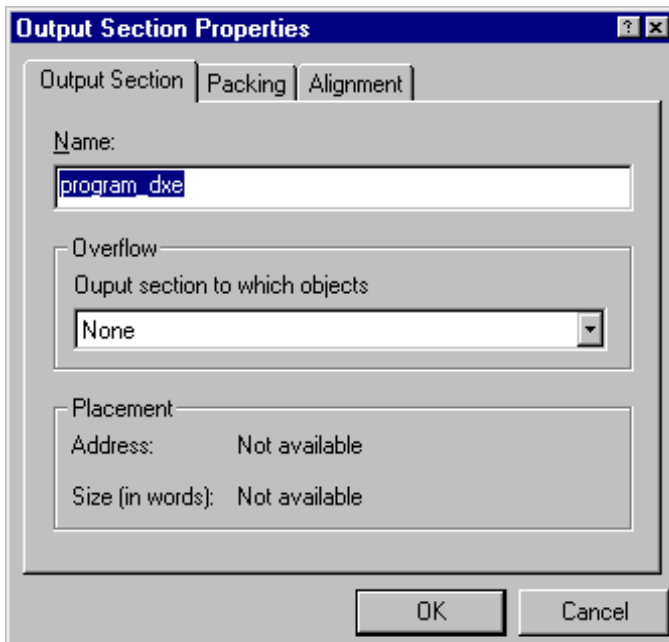 Output Section Properties
Output Section Packing Alignment
Name:
program_dxe
Overflow
Ouput section to which objects
None
Placement
Address: Not available
Size (in words): Not available
OK Cancel